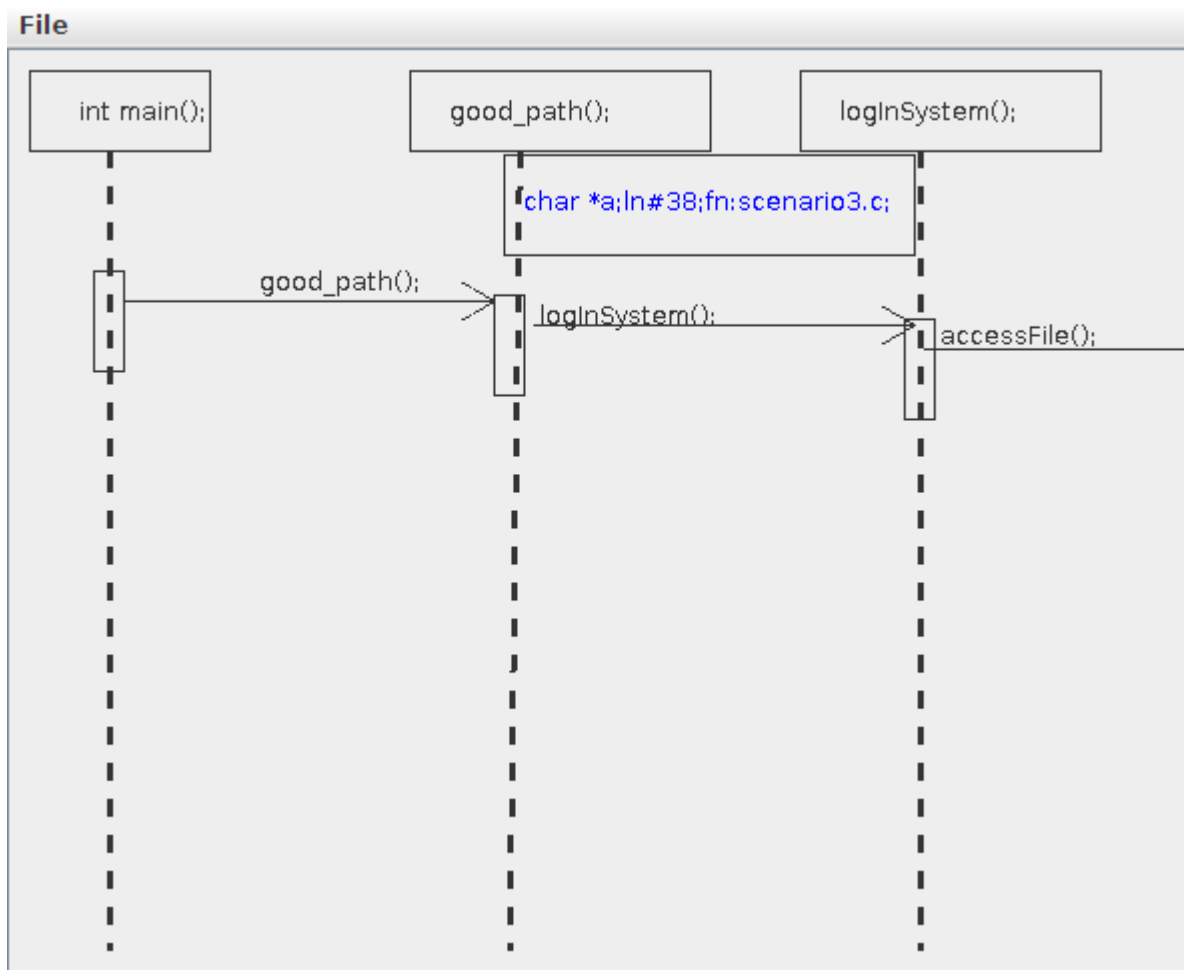 File
int main();
good_path();
logInSystem();
char *a;ln#38;fn:scenario3.c;
good_path();
logInSystem();
accessFile();